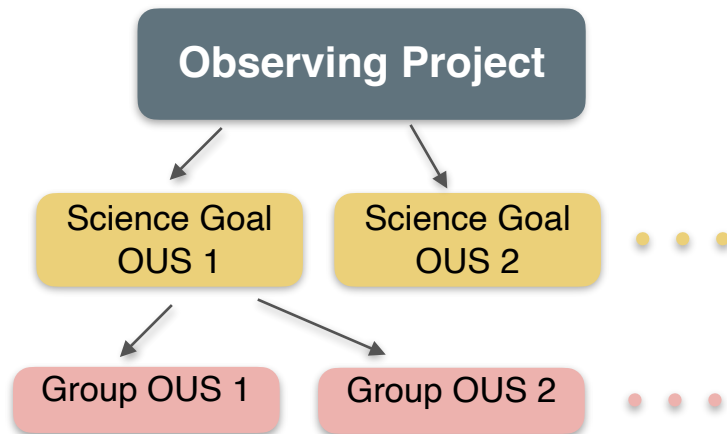 Observing Project
Science Goal
OUS 1
Science Goal
OUS 2
Group OUS 1
Group OUS 2